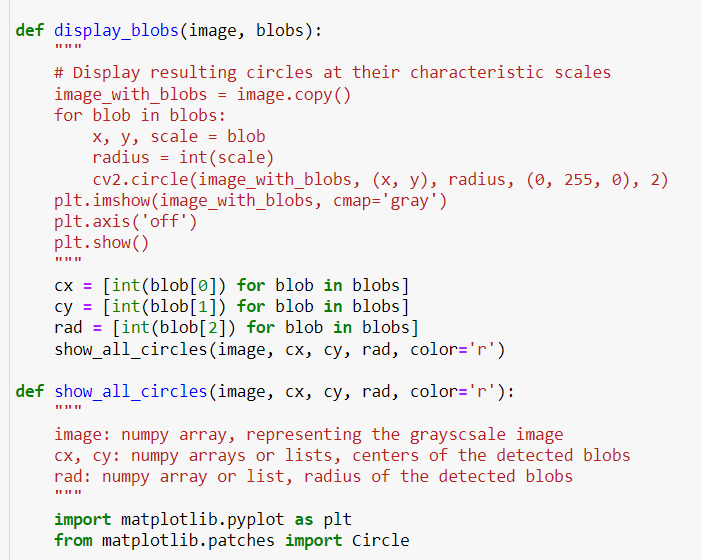 def display_blobs(image, blobs):
    """
    # Display resulting circles at their characteristic scales
    image_with_blobs = image.copy()
    for blob in blobs:
        x, y, scale = blob
        radius = int(scale)
        cv2.circle(image_with_blobs, (x, y), radius, (0, 255, 0), 2)
    plt.imshow(image_with_blobs, cmap='gray')
    plt.axis('off')
    plt.show()
    """
    cx = [int(blob[0]) for blob in blobs]
    cy = [int(blob[1]) for blob in blobs]
    rad = [int(blob[2]) for blob in blobs]
    show_all_circles(image, cx, cy, rad, color='r')
def show_all_circles(image, cx, cy, rad, color='r'):
    """
    image: numpy array, representing the grayscsale image
    cx, cy: numpy arrays or lists, centers of the detected blobs
    rad: numpy array or list, radius of the detected blobs
    """
    import matplotlib.pyplot as plt
    from matplotlib.patches import Circle